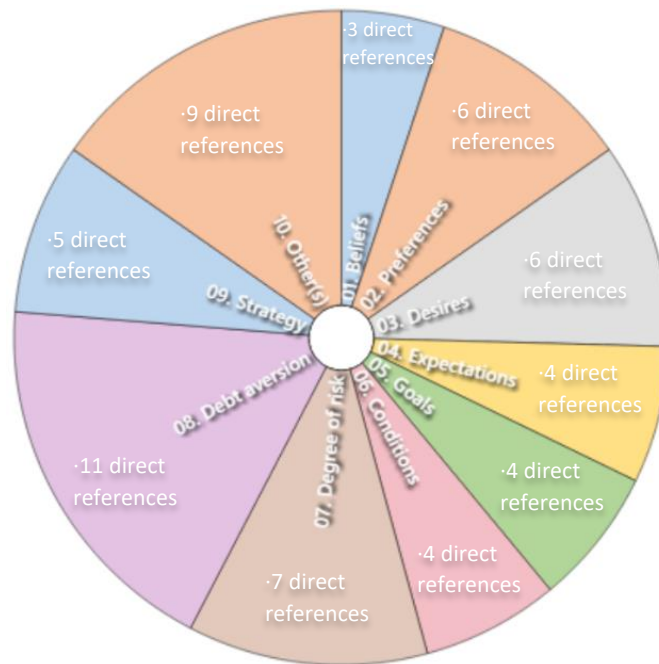 ·3 direct
references
·6 direct
references
·6 direct
references
·4 direct
references
·4 direct
references
·4 direct
references
·7 direct
references
·11 direct
references
·5 direct
references
·9 direct
references
01. Beliefs
02. Preferences
03. Desires
04. Expectations
05. Goals
06. Conditions
07. Degree of risk
08. Debt aversion
09. Strategy
10. Other(s)